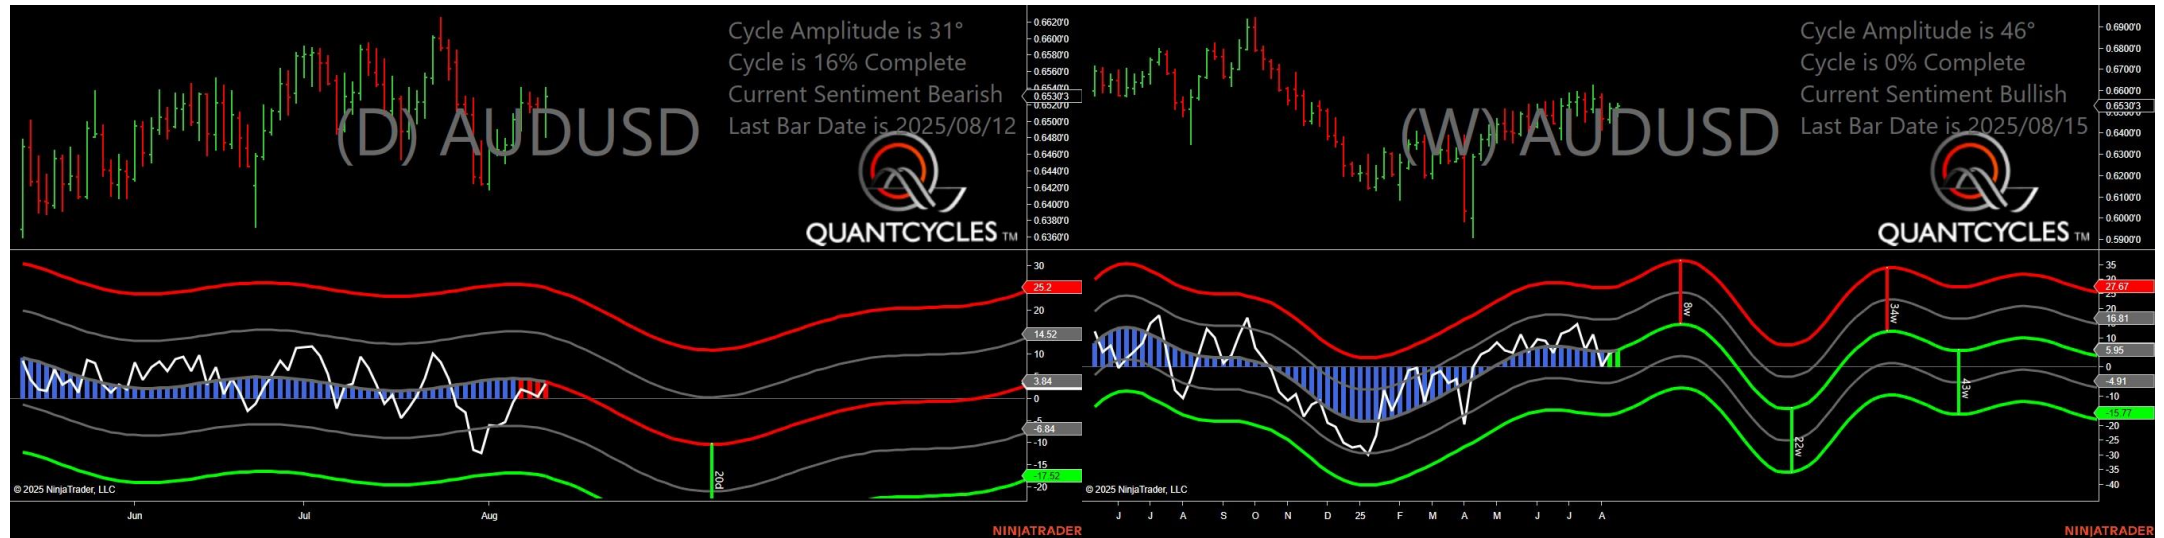 Cycle Amplitude is 31°
Cycle is 16% Complete
Current Sentiment Bearish
Last Bar Date is 2025/08/12
(D) AUDUSD
QUANTCYCLES TM
0.6620'0
0.6600'0
0.6580'0
0.6560'0
0.6530'3
0.6520'0
0.6500'0
0.6480'0
0.6460'0
0.6440'0
0.6420'0
0.6400'0
0.6380'0
0.6360'0
30
25.2
20
14.52
10
3.84
0
-6.84
-10
-15
-17.52
-20
20d
© 2025 NinjaTrader, LLC
Jun Jul Aug
NINJATRADER
Cycle Amplitude is 46°
Cycle is 0% Complete
Current Sentiment Bullish
Last Bar Date is 2025/08/15
(W) AUDUSD
QUANTCYCLES TM
0.6900'0
0.6800'0
0.6700'0
0.6600'0
0.6530'3
0.6400'0
0.6300'0
0.6200'0
0.6100'0
0.6000'0
0.5900'0
35
30
27.67
25
20
16.81
10
5.95
0
-4.91
-10
-15.77
-20
-25
-30
-35
-40
8w
22w
34w
43w
© 2025 NinjaTrader, LLC
J J A S O N D 25 F M A M J J A
NINJATRADER